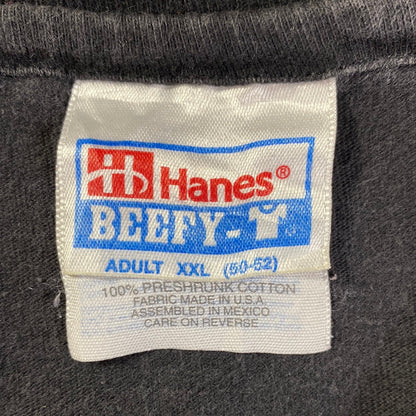 Hanes®
BEEFY-T
ADULT XXL (50-52)
100% PRESHRUNK COTTON
FABRIC MADE IN U.S.A.
ASSEMBLED IN MEXICO
CARE ON REVERSE